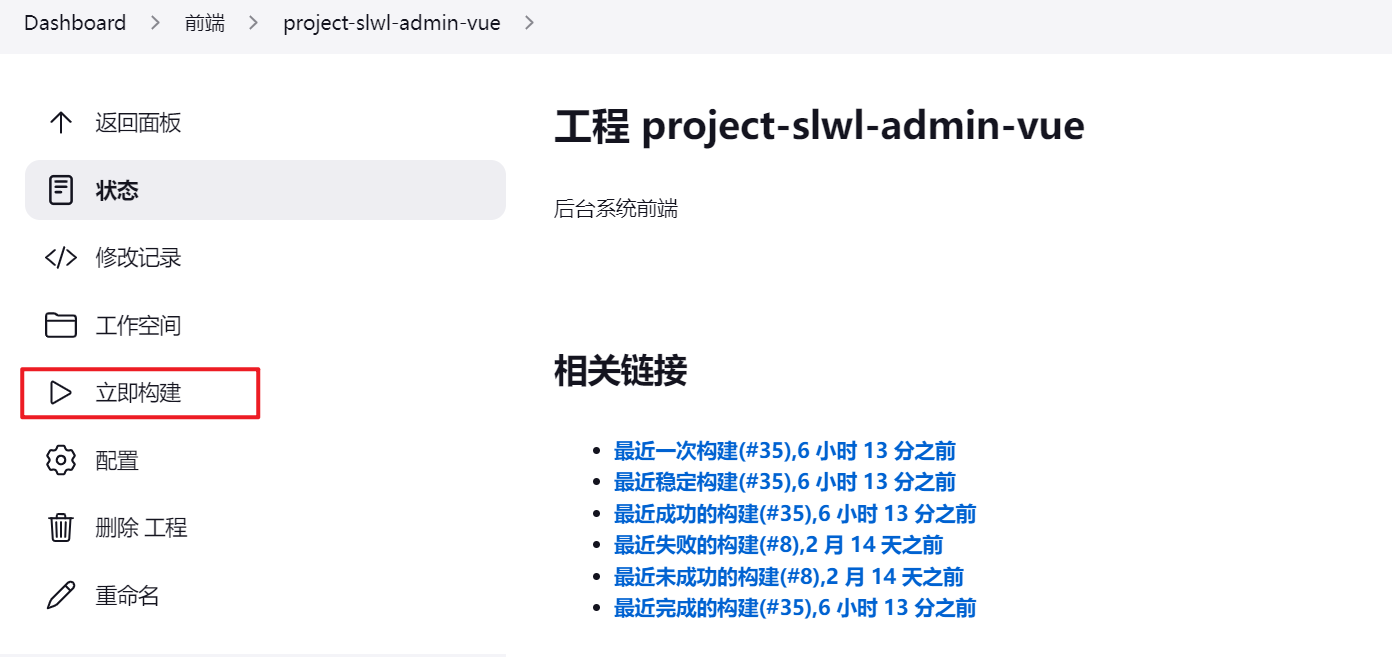 Dashboard > 前端 > project-slwl-admin-vue >
返回面板
状态
修改记录
工作空间
立即构建
配置
删除 工程
重命名
工程 project-slwl-admin-vue
后台系统前端
相关链接
最近一次构建(#35),6 小时 13 分之前
最近稳定构建(#35),6 小时 13 分之前
最近成功的构建(#35),6 小时 13 分之前
最近失败的构建(#8),2 月 14 天之前
最近未成功的构建(#8),2 月 14 天之前
最近完成的构建(#35),6 小时 13 分之前